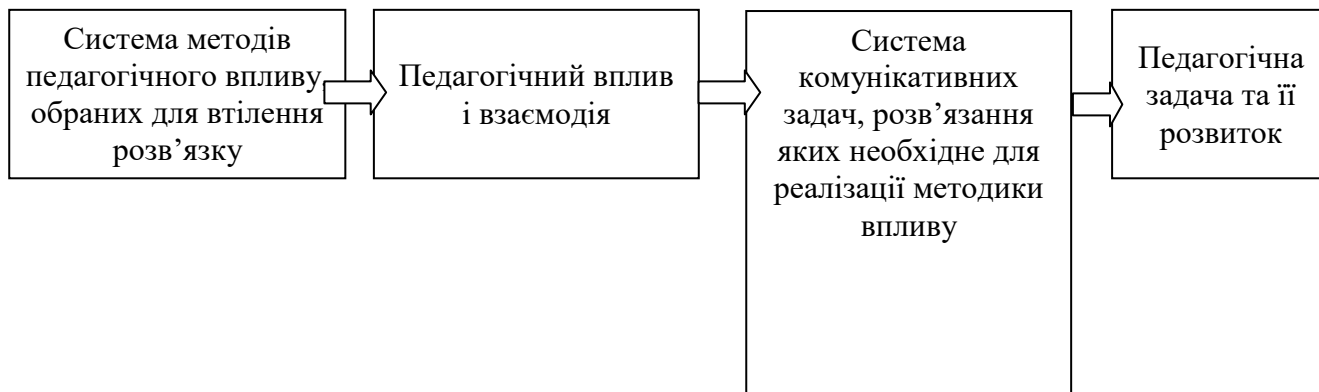 Система методів
педагогічного впливу,
обраних для втілення
розв’язку
Педагогічний вплив
і взаємодія
Система
комунікативних
задач, розв’язання
яких необхідне для
реалізації методики
впливу
Педагогічна
задача та її
розвиток